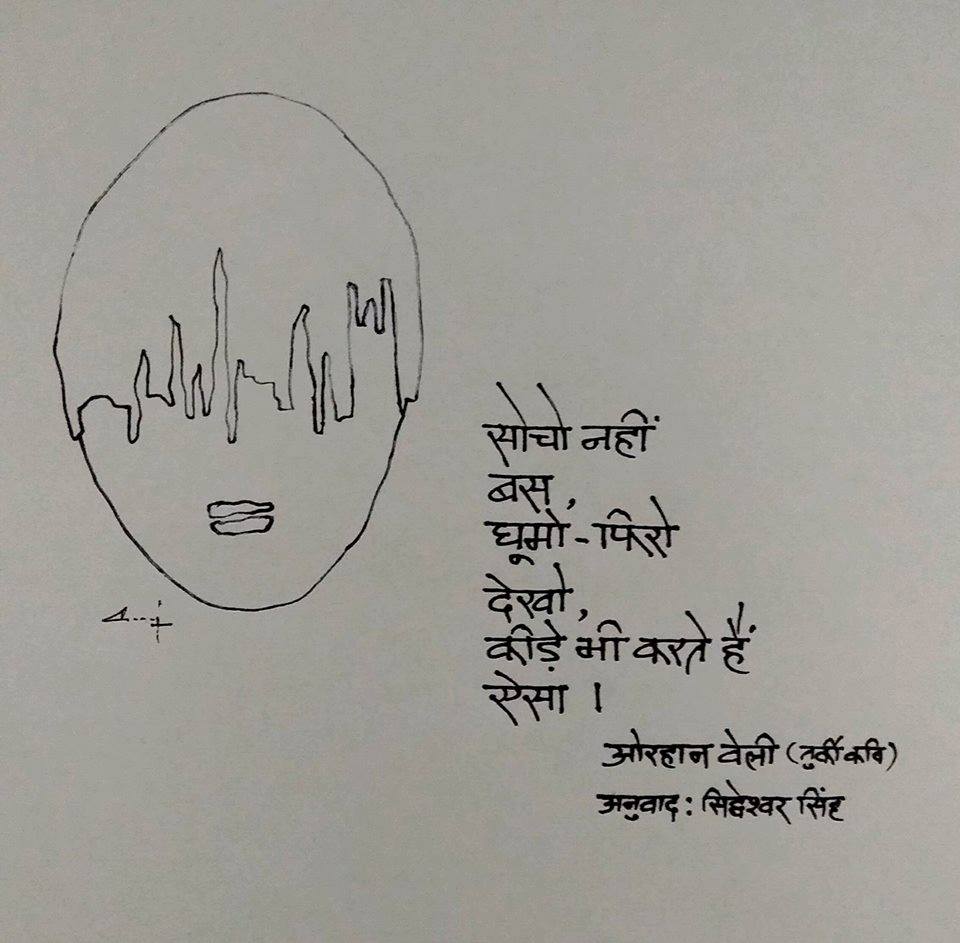 सोचो नहीं
बस,
घूमो-फिरो
देखो,
कीड़े भी करते हैं
ऐसा ।
ओरहान वेली (तुर्की कवि)
अनुवाद: सिद्धेश्वर सिंह